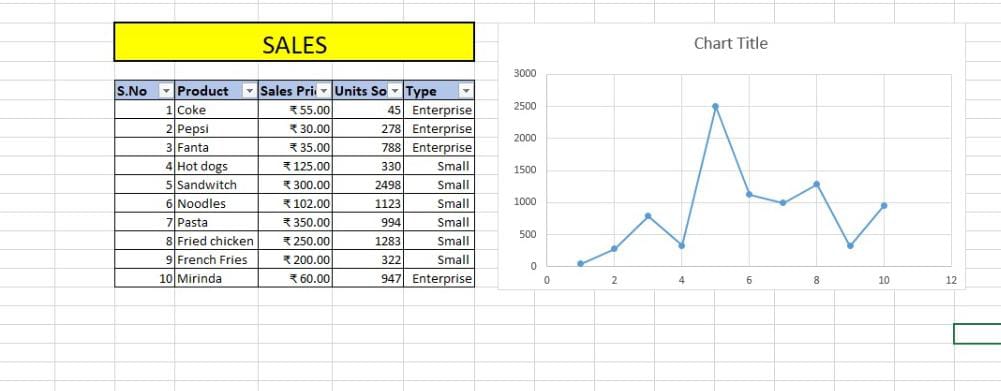 SALES
S.No Product Sales Pri Units So Type
1 Coke ₹ 55.00 45 Enterprise
2 Pepsi ₹ 30.00 278 Enterprise
3 Fanta ₹ 35.00 788 Enterprise
4 Hot dogs ₹ 125.00 330 Small
5 Sandwitch ₹ 300.00 2498 Small
6 Noodles ₹ 102.00 1123 Small
7 Pasta ₹ 350.00 994 Small
8 Fried chicken ₹ 250.00 1283 Small
9 French Fries ₹ 200.00 322 Small
10 Mirinda ₹ 60.00 947 Enterprise
Chart Title
3000
2500
2000
1500
1000
500
0
0 2 4 6 8 10 12